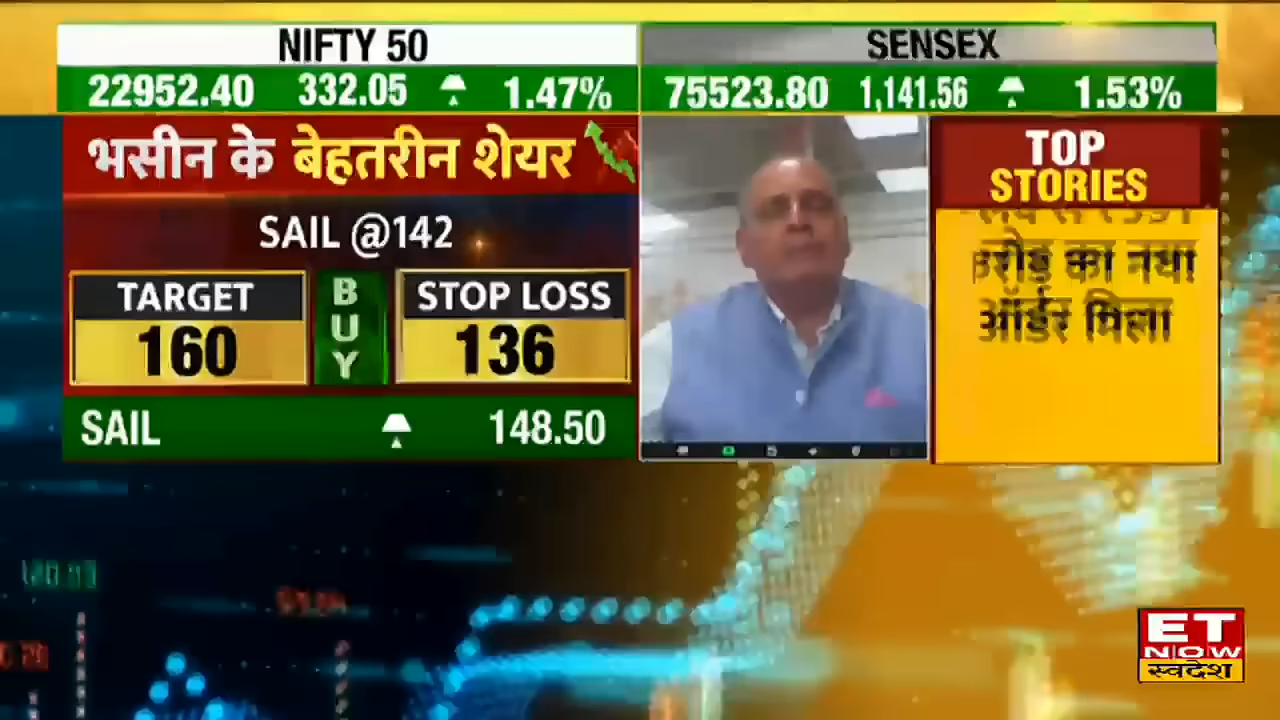 NIFTY 50
22952.40 332.05 1.47%
SENSEX
75523.80 1,141.56 1.53%
भसीन के बेहतरीन शेयर
SAIL @142
TARGET
160
BUY
STOP LOSS
136
SAIL 148.50
TOP
STORIES
का नया
ऑर्डर मिला
ET
NOW
स्वदेश